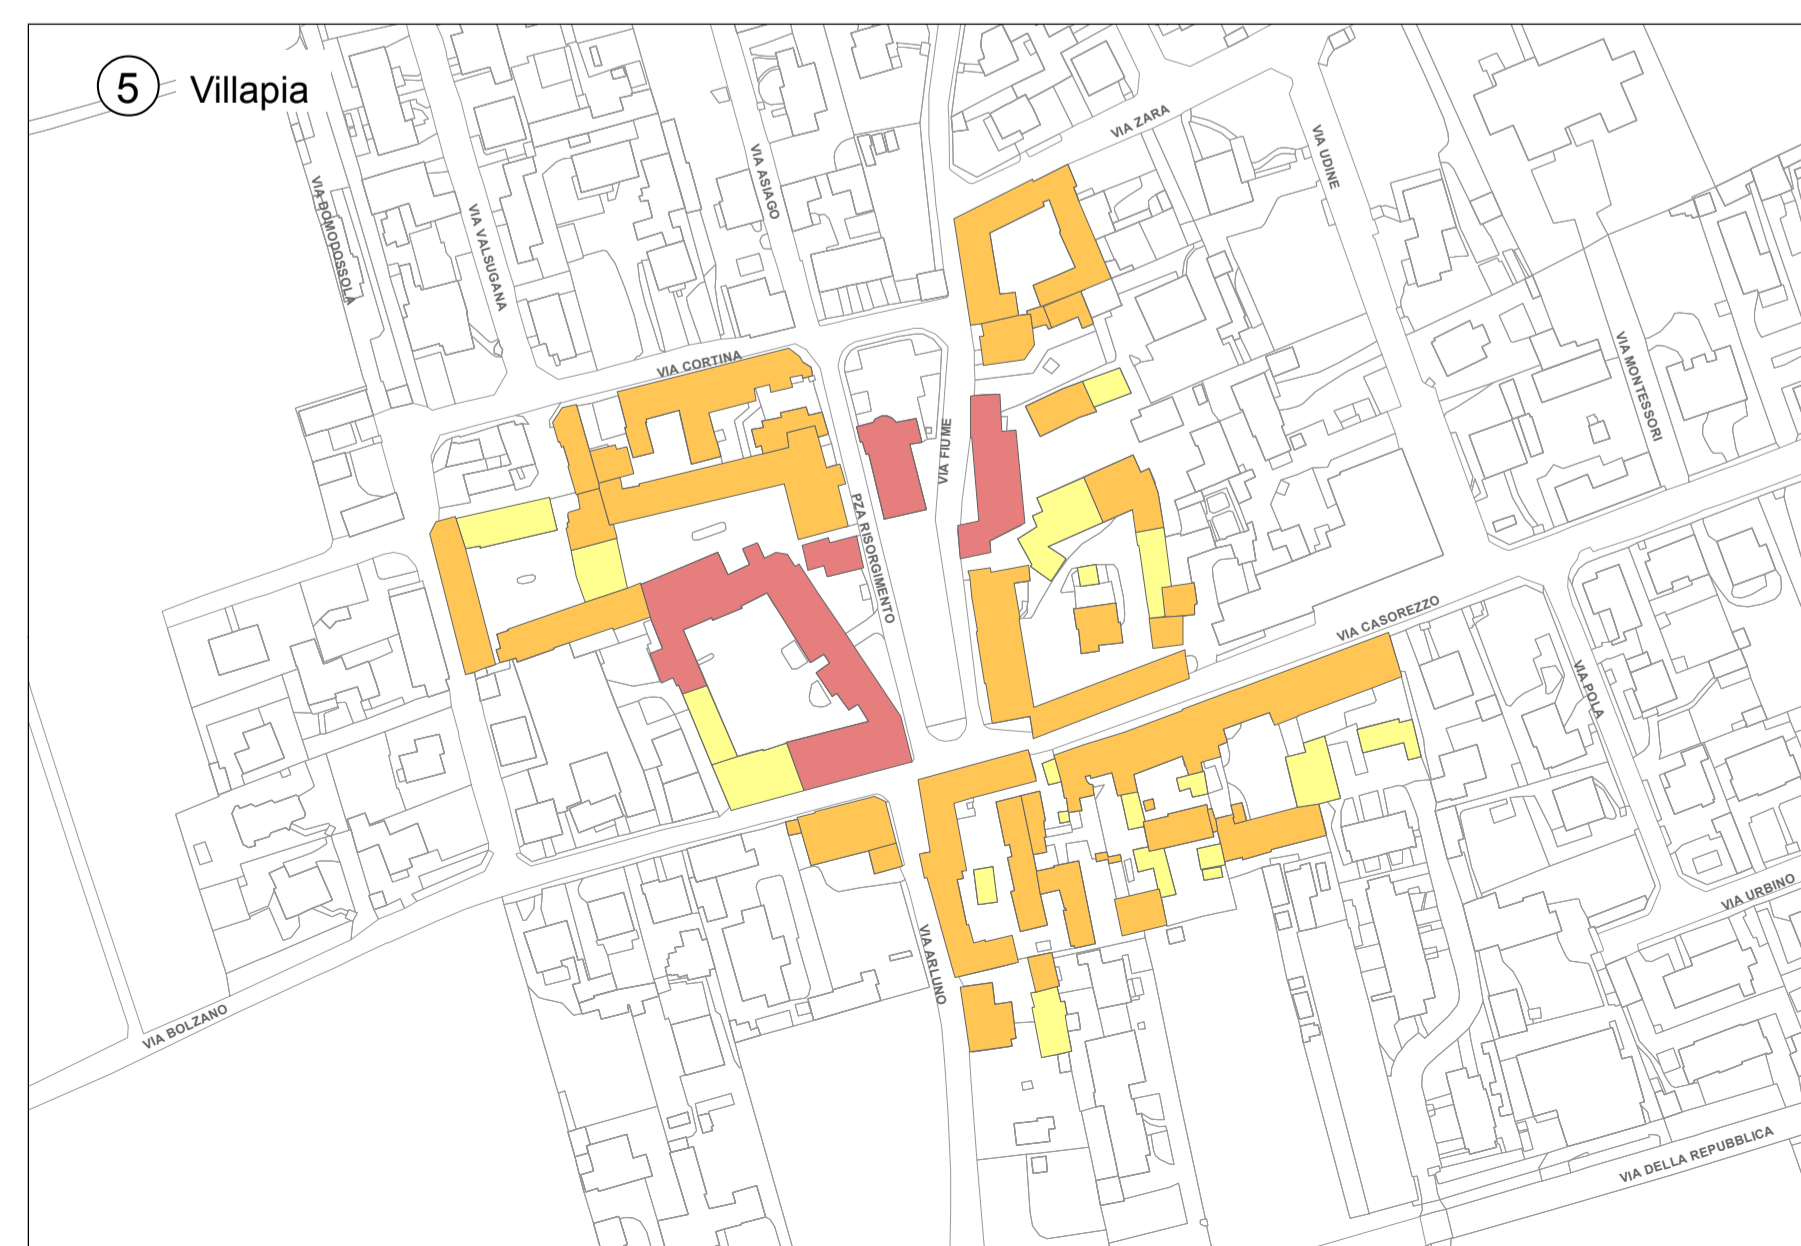 5 Villapia
VIA ZARA
VIA UDINE
VIA ASIAGO
VIA DOMODOSSOLA
VIA VALSUGANA
VIA CORTINA
VIA MONTESSORI
VIA FIUME
PZA RISORGIMENTO
VIA CASOREZZO
VIA POLA
VIA URBINO
VIA ARLUNO
VIA BOLZANO
VIA DELLA REPUBBLICA